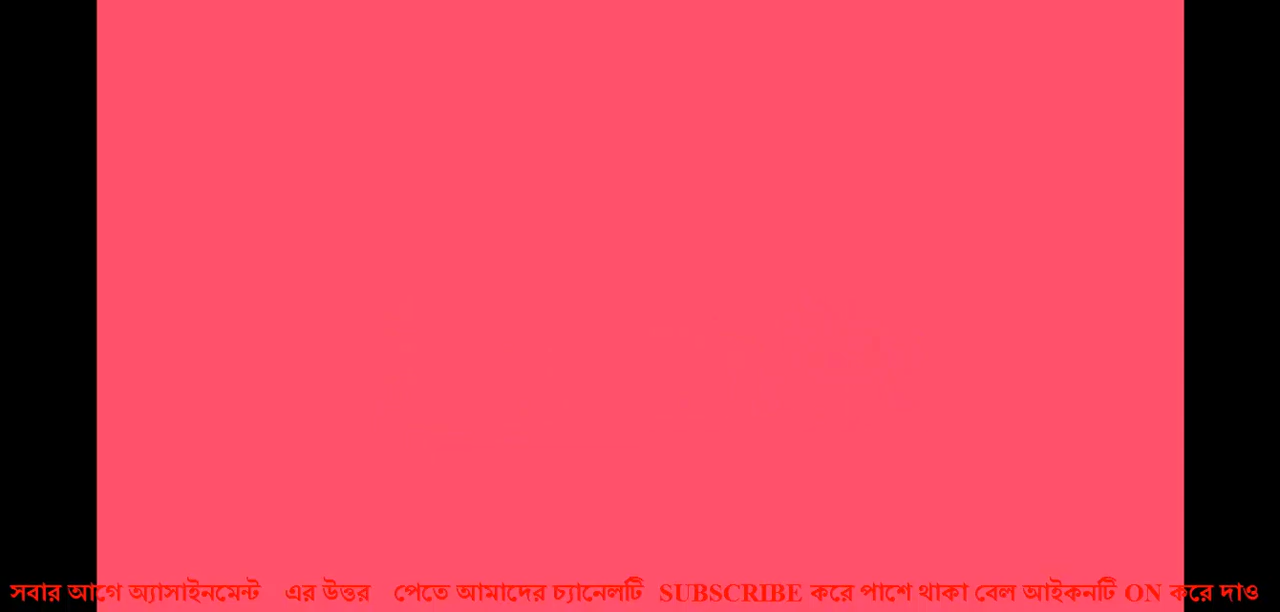 সবার আগে অ্যাসাইনমেন্ট এর উত্তর পেতে আমাদের চ্যানেলটি SUBSCRIBE করে পাশে থাকা বেল আইকনটি ON করে দাও